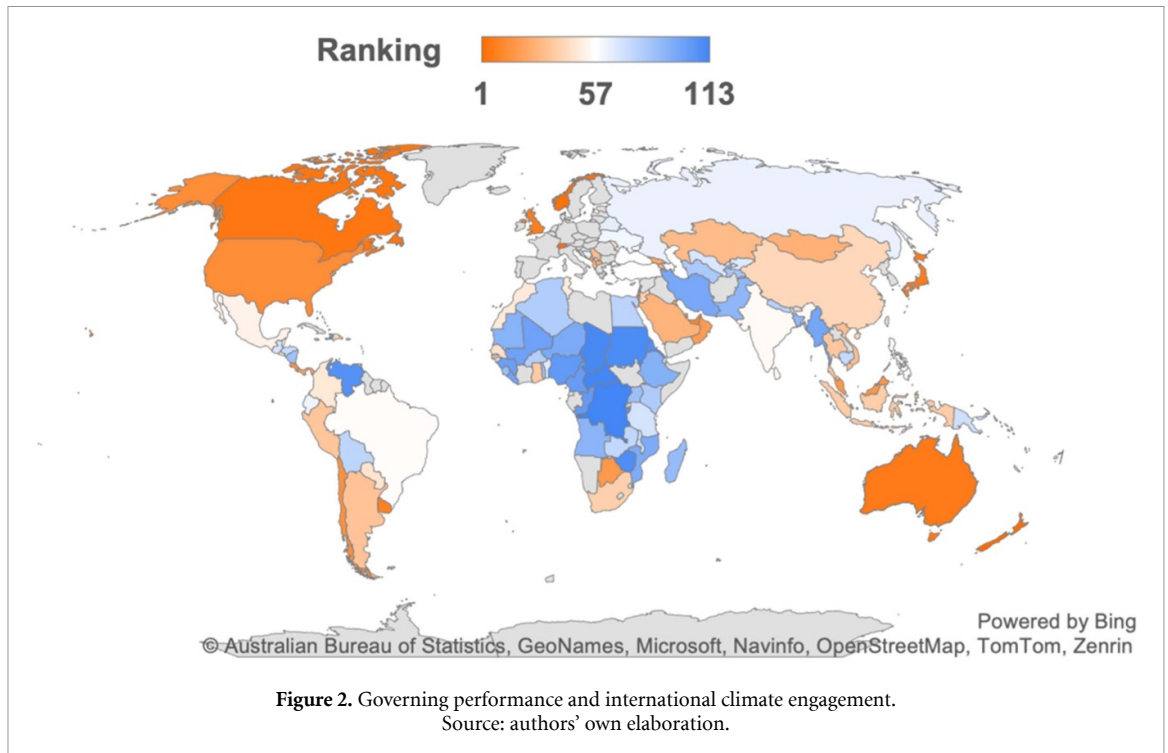 Ranking
1 57 113
Powered by Bing
© Australian Bureau of Statistics, GeoNames, Microsoft, Navinfo, OpenStreetMap, TomTom, Zenrin
Figure 2. Governing performance and international climate engagement.
Source: authors’ own elaboration.